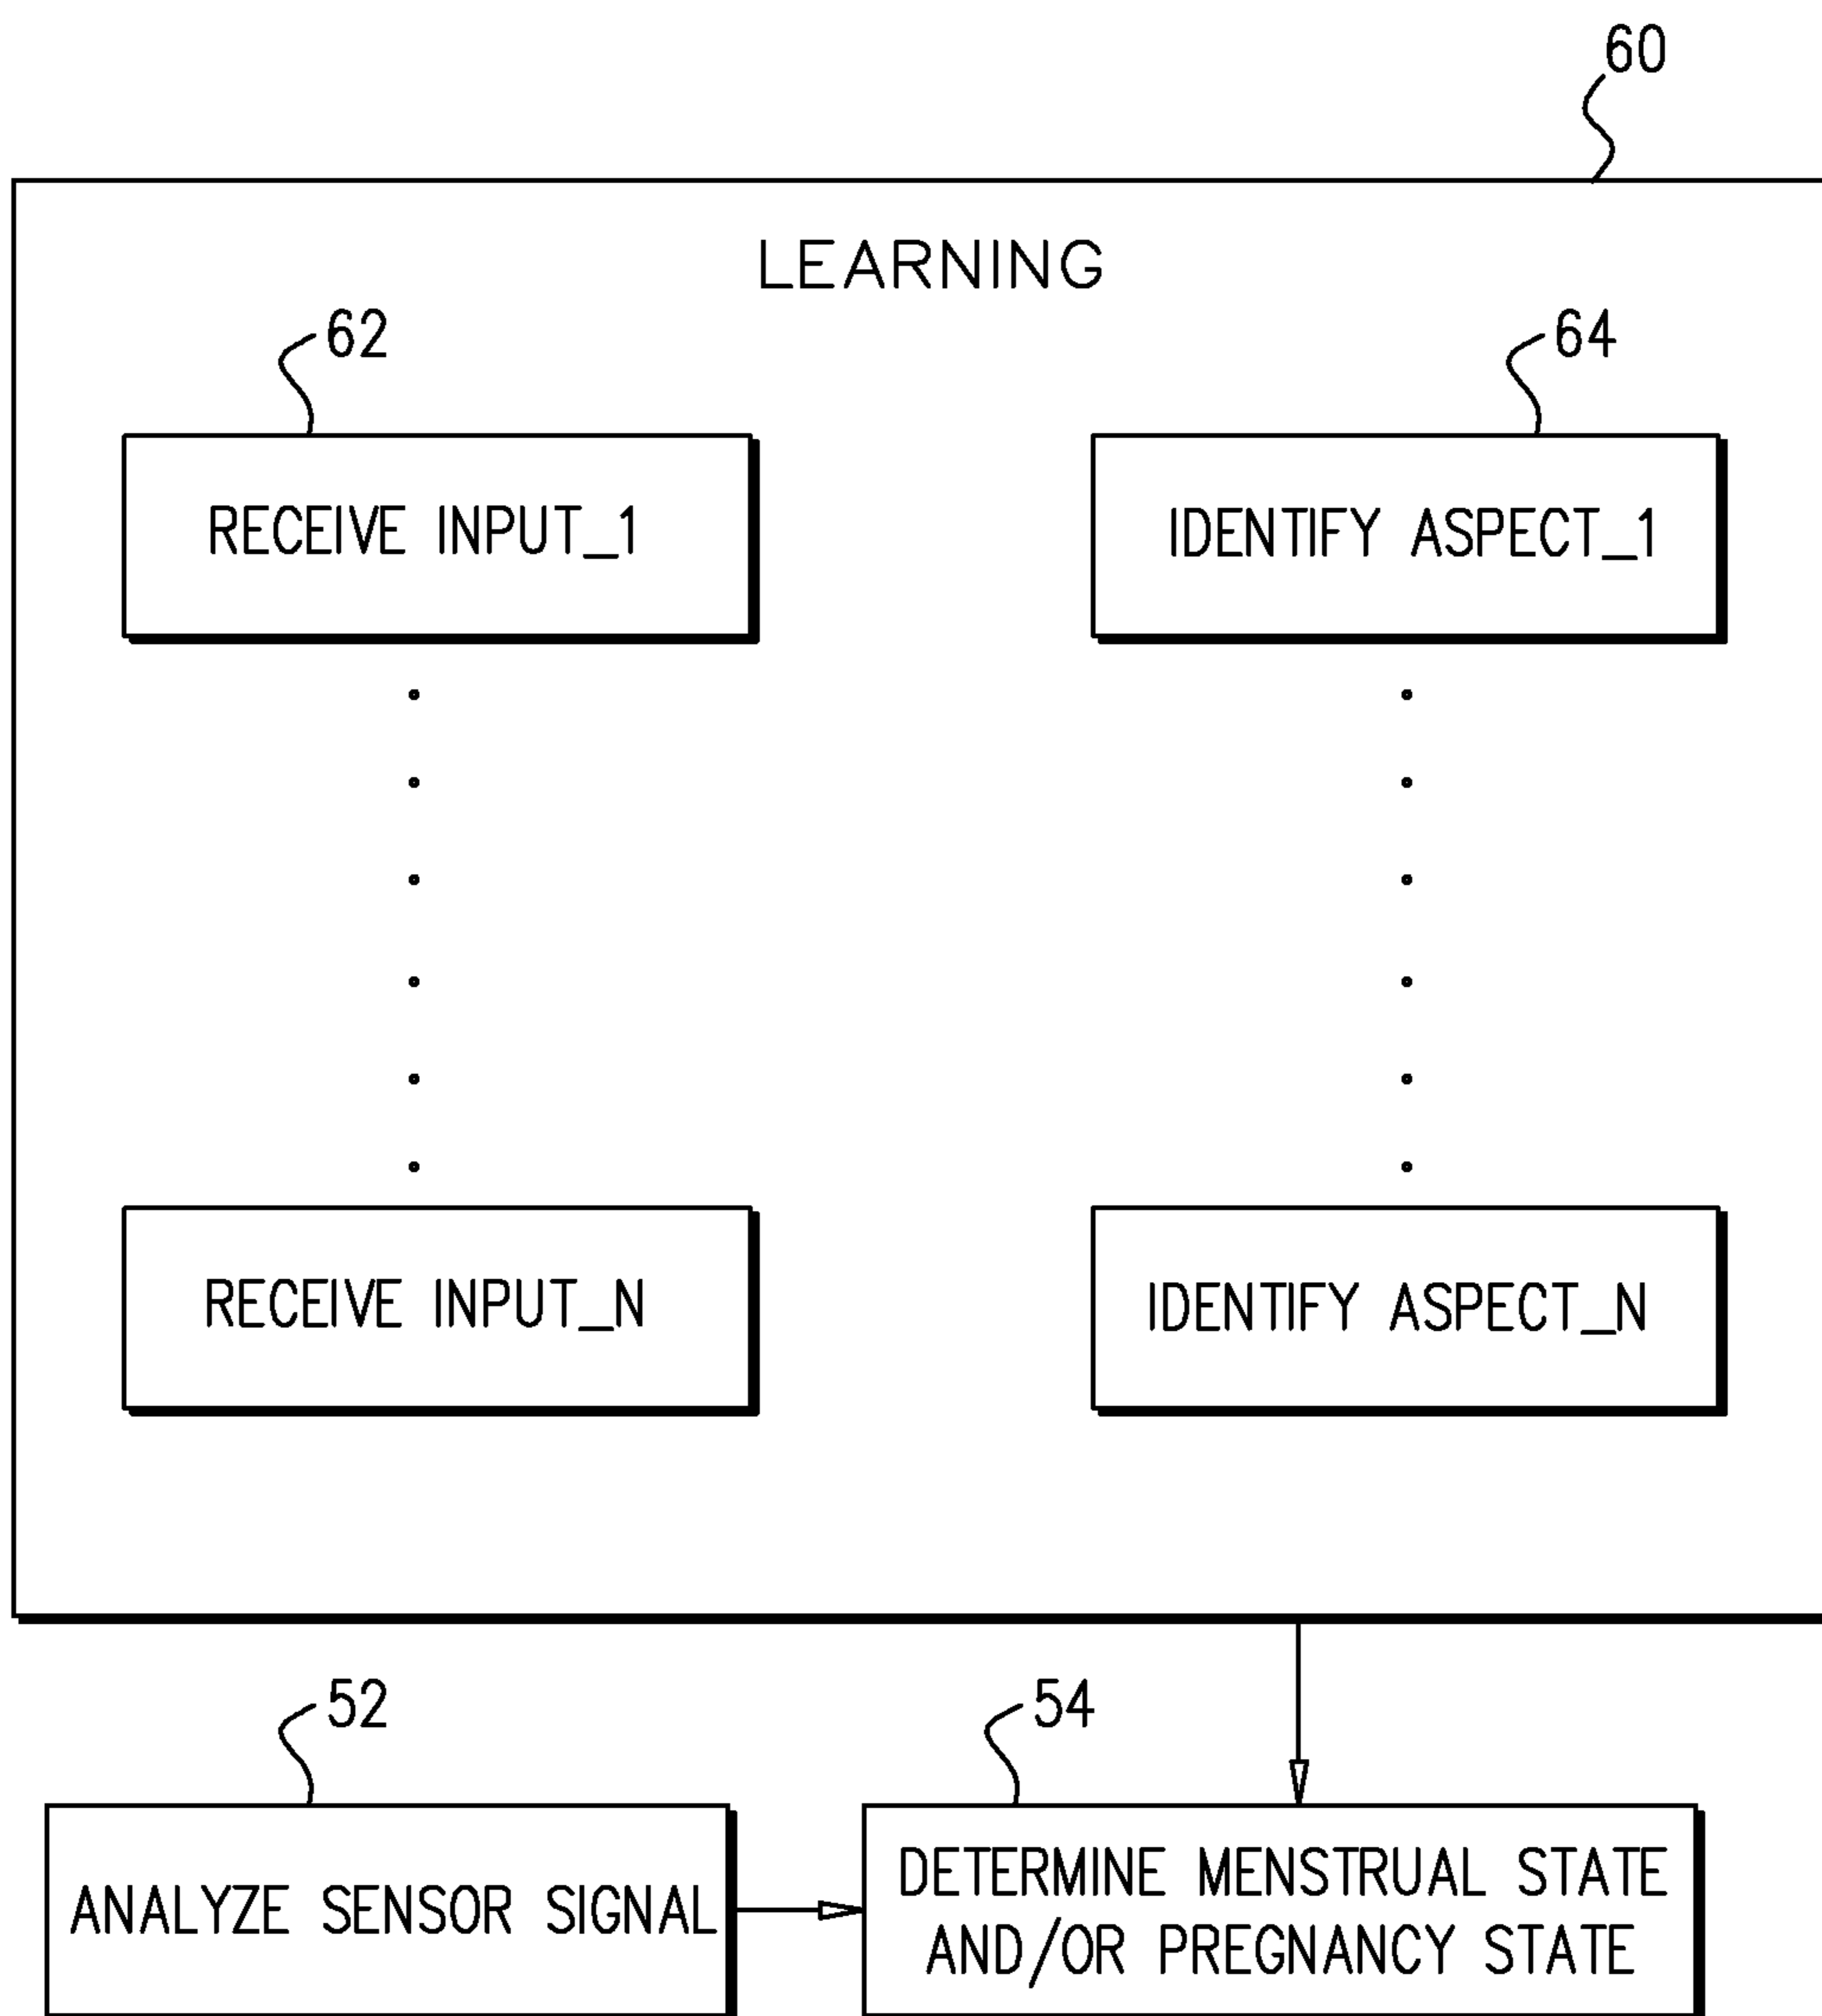 60
LEARNING
62
64
RECEIVE INPUT_1
IDENTIFY ASPECT_1
RECEIVE INPUT_N
IDENTIFY ASPECT_N
52
54
ANALYZE SENSOR SIGNAL
DETERMINE MENSTRUAL STATE
AND/OR PREGNANCY STATE